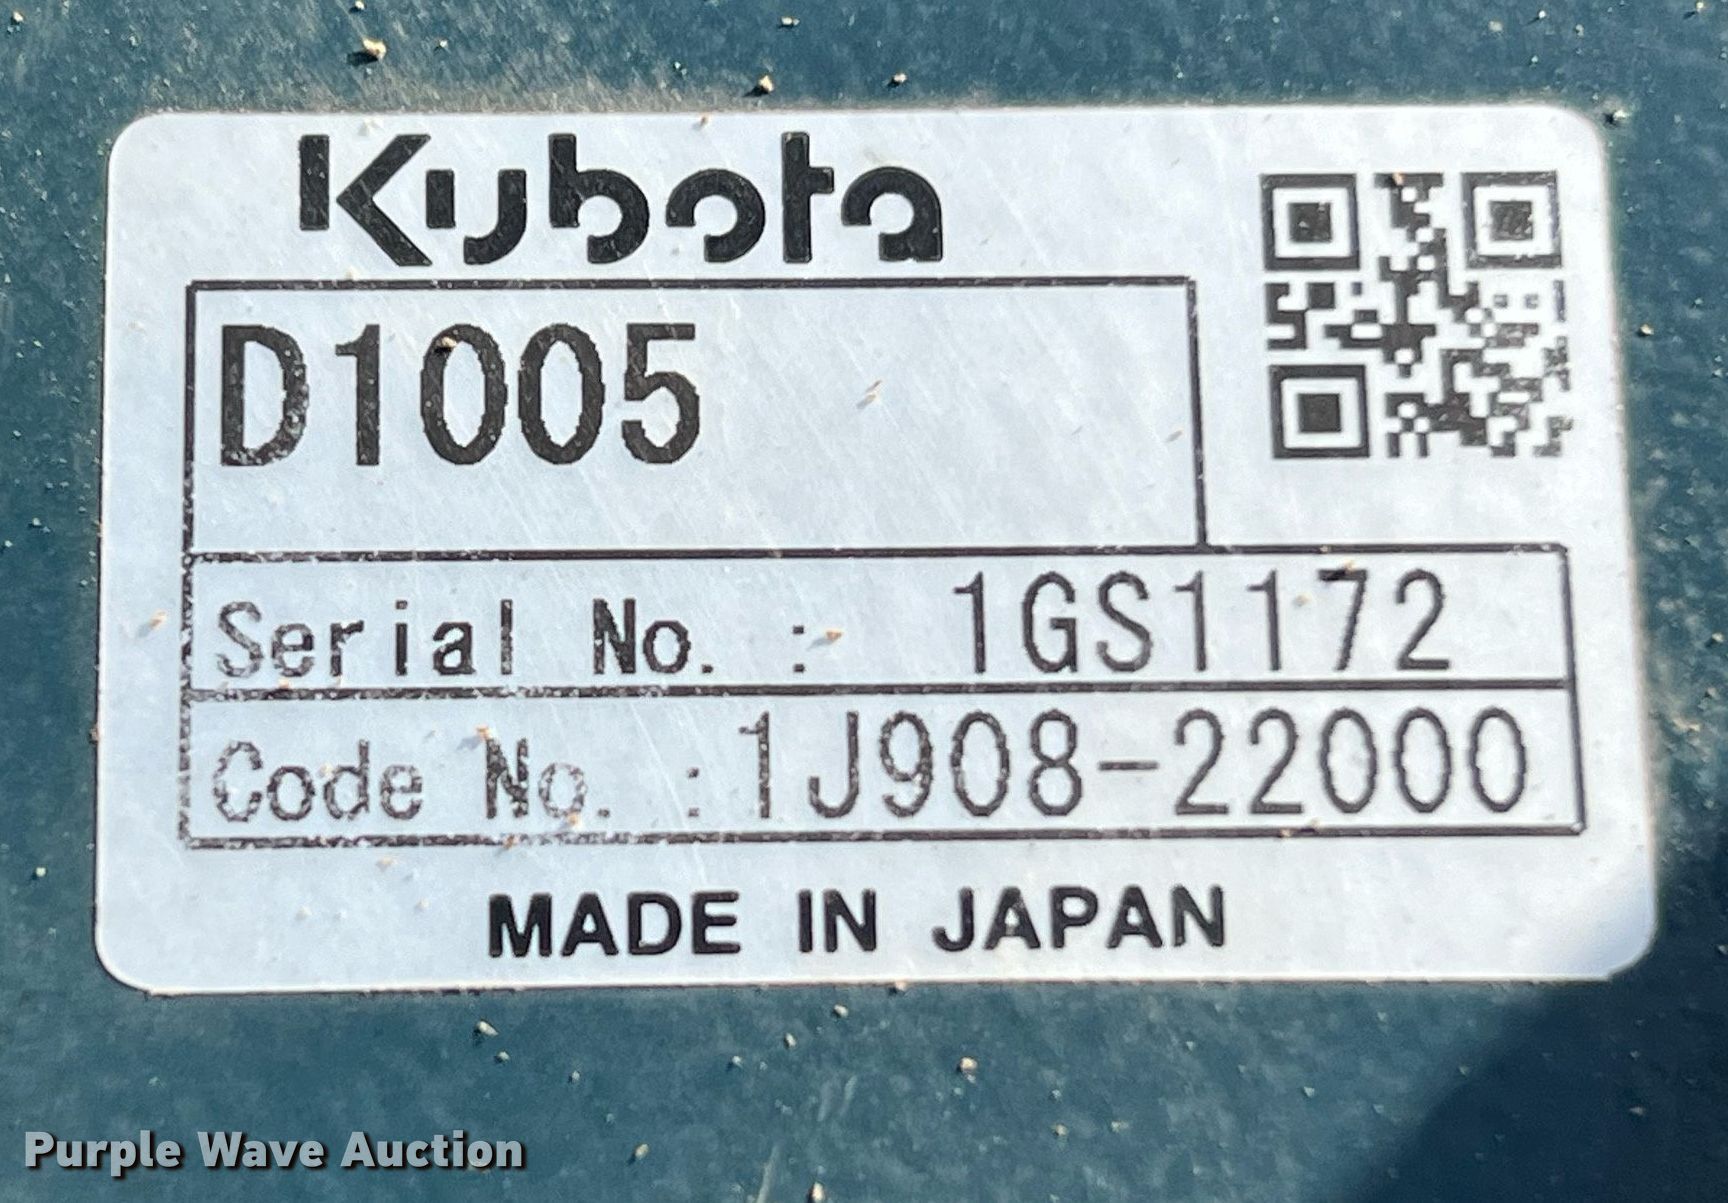 Kubota
D1005
Serial No. : 1GS1172
Code No. :1J908-22000
MADE IN JAPAN
Purple Wave Auction